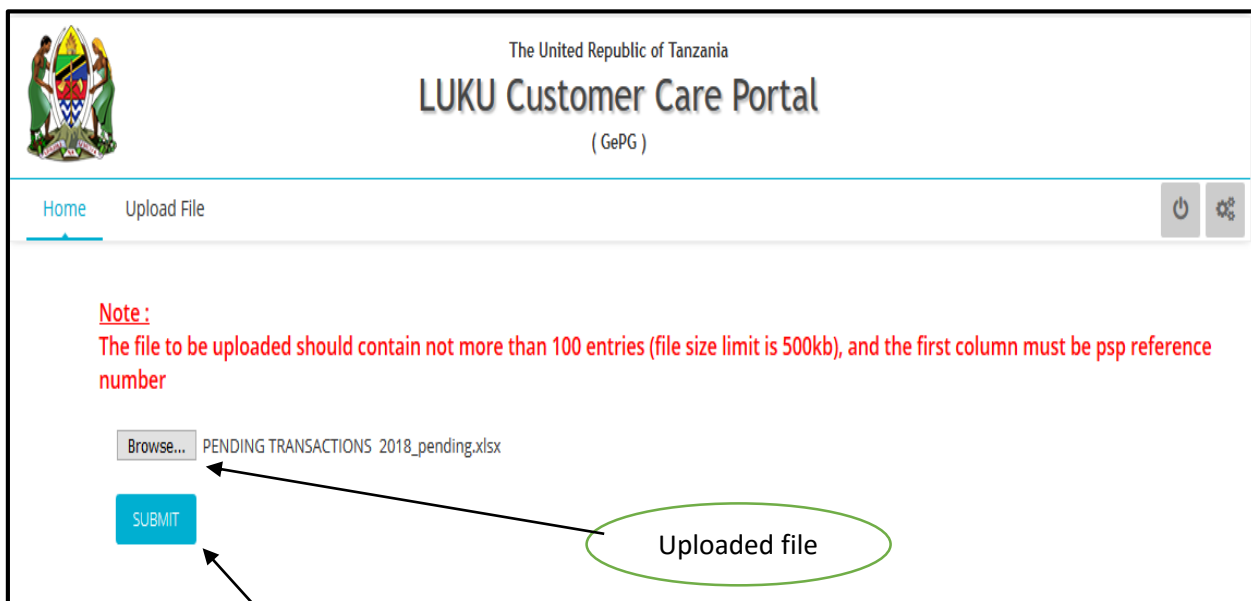 The United Republic of Tanzania
LUKU Customer Care Portal
( GePG )
Home Upload File
Note :
The file to be uploaded should contain not more than 100 entries (file size limit is 500kb), and the first column must be psp reference
number
Browse... PENDING TRANSACTIONS 2018_pending.xlsx
SUBMIT
Uploaded file